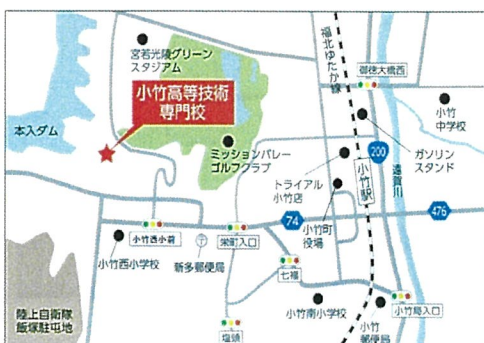 宮若光陵グリーン
スタジアム
福北ゆたか線
御徳大橋西
小竹高等技術
専門校
小竹
中学校
本入ダム
ミッションバレー
ゴルフクラブ
200
ガソリン
スタンド
遠賀川
トライアル
小竹店
小竹駅
小竹町
役場
74
476
小竹西小前
栄町入口
小竹西小学校
新多郵便局
七福
陸上自衛隊
飯塚駐屯地
塩頭
小竹南小学校
小竹局入口
小竹
郵便局